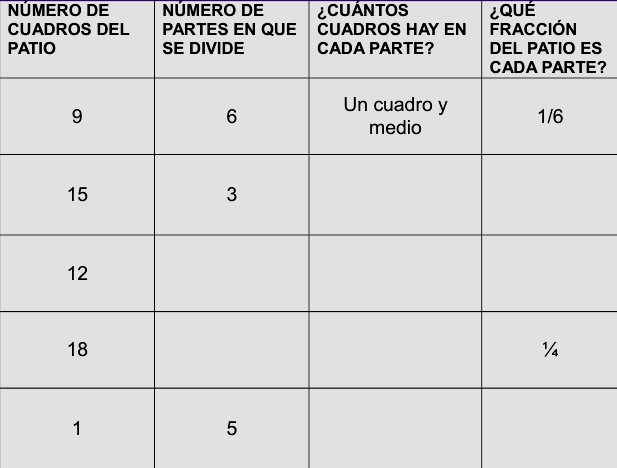 NÚMERO DE
CUADROS DEL
PATIO
NÚMERO DE
PARTES EN QUE
SE DIVIDE
¿CUÁNTOS
CUADROS HAY EN
CADA PARTE?
¿QUÉ
FRACCIÓN
DEL PATIO ES
CADA PARTE?
9
6
Un cuadro y
medio
1/6
15
3
12
18
¼
1
5